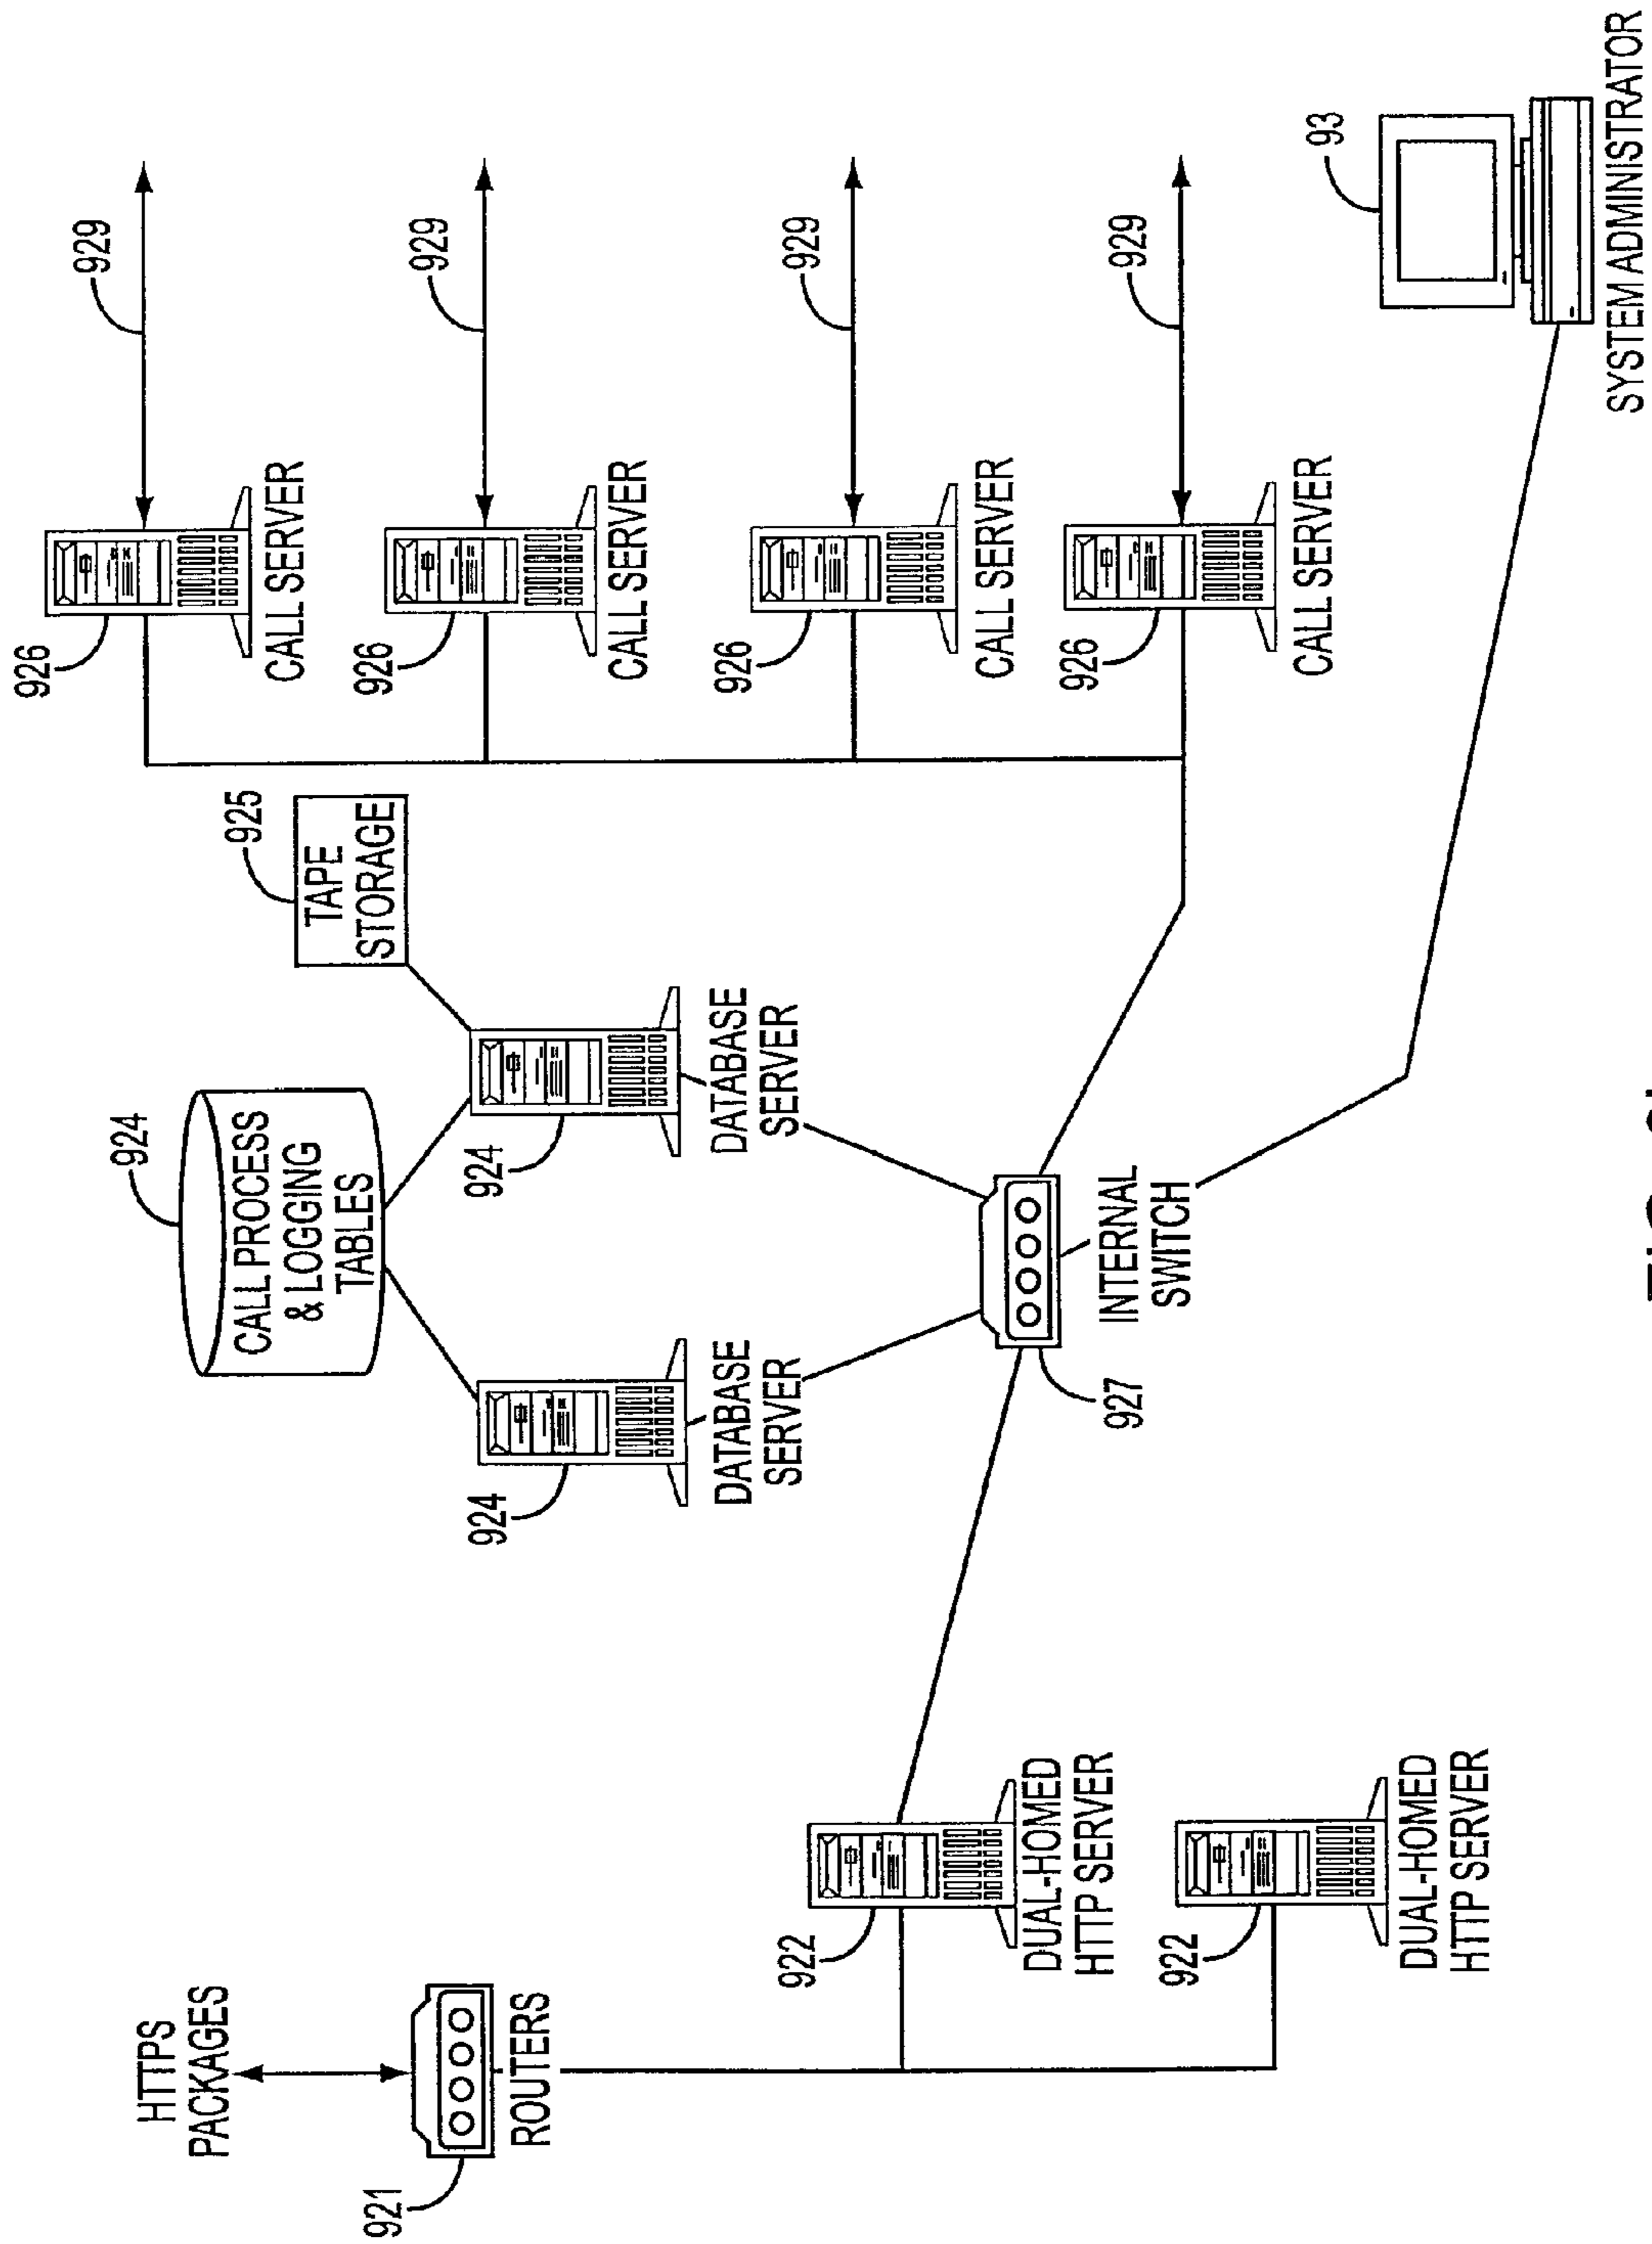 HTTPS
PACKAGES
921
ROUTERS
922
DUAL-HOMED
HTTP SERVER
922
DUAL-HOMED
HTTP SERVER
924
CALL PROCESS
& LOGGING
TABLES
925
TAPE
STORAGE
924
DATABASE
SERVER
924
DATABASE
SERVER
927
INTERNAL
SWITCH
926
CALL SERVER
929
926
CALL SERVER
929
926
CALL SERVER
929
926
CALL SERVER
929
93
SYSTEM ADMINISTRATOR